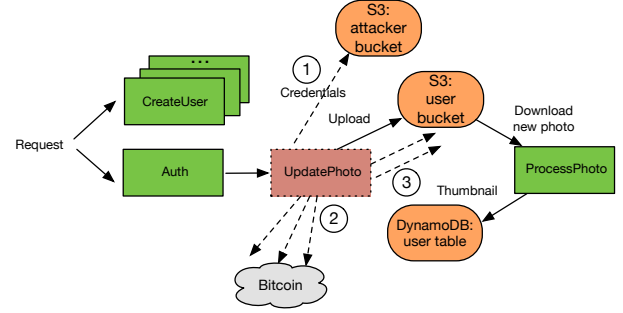 S3:
attacker
bucket
1
Credentials
...
CreateUser
Request
Auth
Upload
UpdatePhoto
S3:
user
bucket
Download
new photo
ProcessPhoto
3
Thumbnail
2
DynamoDB:
user table
Bitcoin